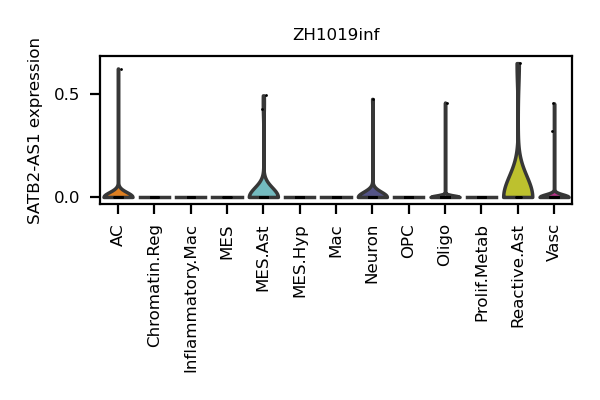 ZH1019inf
SATB2-AS1 expression
0.5
0.0
AC
Chromatin.Reg
Inflammatory.Mac
MES
MES.Ast
MES.Hyp
Mac
Neuron
OPC
Oligo
Prolif.Metab
Reactive.Ast
Vasc